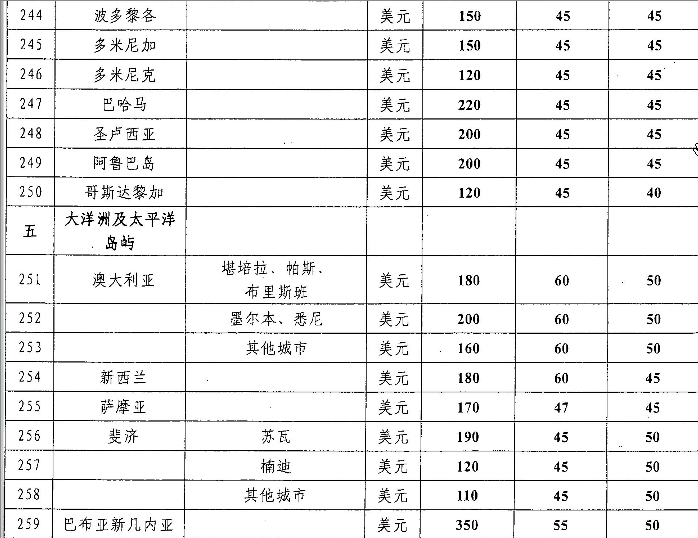 244 波多黎各 美元 150 45 45
245 多米尼加 美元 150 45 45
246 多米尼克 美元 120 45 45
247 巴哈马 美元 220 45 45
248 圣卢西亚 美元 200 45 45
249 阿鲁巴岛 美元 200 45 45
250 哥斯达黎加 美元 120 45 40
五 大洋洲及太平洋
岛屿
251 澳大利亚 堪培拉、帕斯、
布里斯班 美元 180 60 50
252 墨尔本、悉尼 美元 200 60 50
253 其他城市 美元 160 60 50
254 新西兰 美元 180 60 45
255 萨摩亚 美元 170 47 45
256 斐济 苏瓦 美元 190 45 50
257 楠迪 美元 120 45 50
258 其他城市 美元 110 45 50
259 巴布亚新几内亚 美元 350 55 50